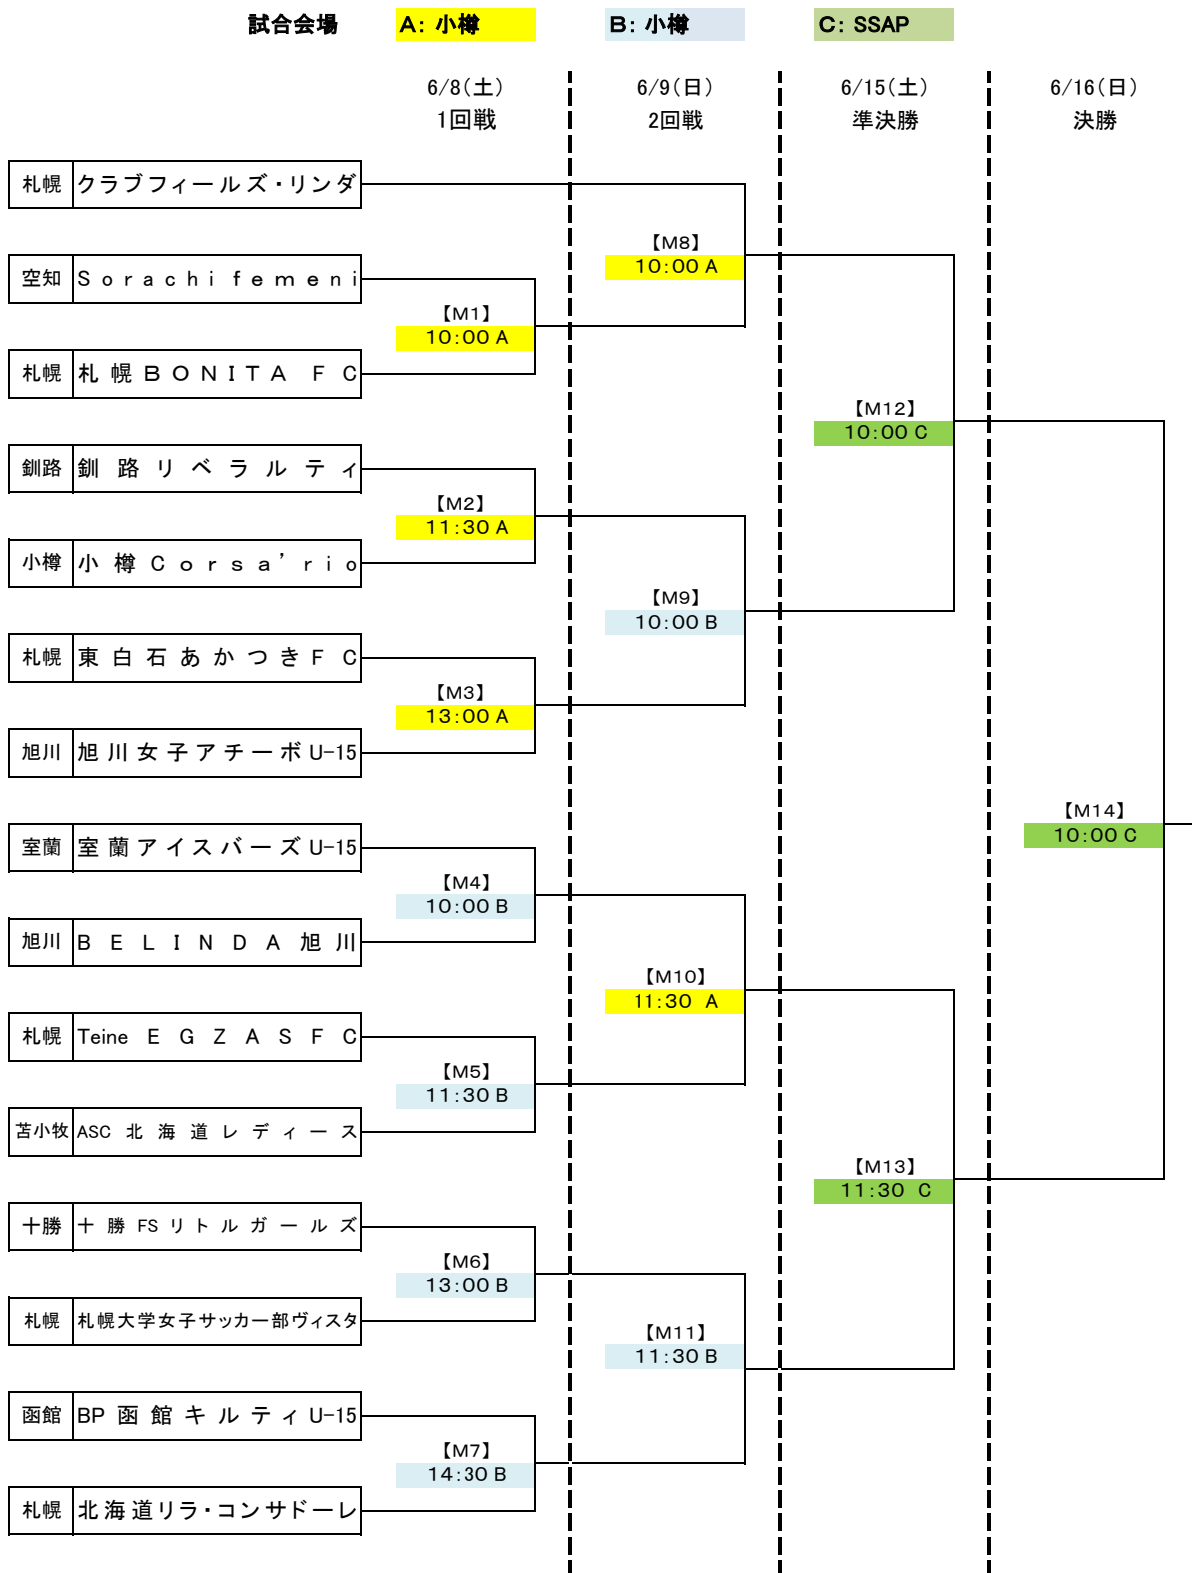 試合会場 A: 小樽 B: 小樽 C: SSAP
6/8(土) 6/9(日) 6/15(土) 6/16(日)
1回戦 2回戦 準決勝 決勝
札幌 クラブフィールズ・リンダ
【M8】
10:00 A
空知 Sorachi femeni
【M1】
10:00 A
札幌 札幌BONITA FC
【M12】
10:00 C
釧路 釧路リベラルティ
【M2】
11:30 A
小樽 小樽Corsa'rio
【M9】
10:00 B
札幌 東白石あかつきFC
【M3】
13:00 A
旭川 旭川女子アチーボU-15
【M14】
10:00 C
室蘭 室蘭アイスバーズU-15
【M4】
10:00 B
旭川 BELINDA旭川
【M10】
11:30 A
札幌 Teine EGZAS FC
【M5】
11:30 B
苫小牧 ASC北海道レディース
【M13】
11:30 C
十勝 十勝FSリトルガールズ
【M6】
13:00 B
札幌 札幌大学女子サッカー部ヴィスタ
【M11】
11:30 B
函館 BP函館キルティU-15
【M7】
14:30 B
札幌 北海道リラ・コンサドーレ